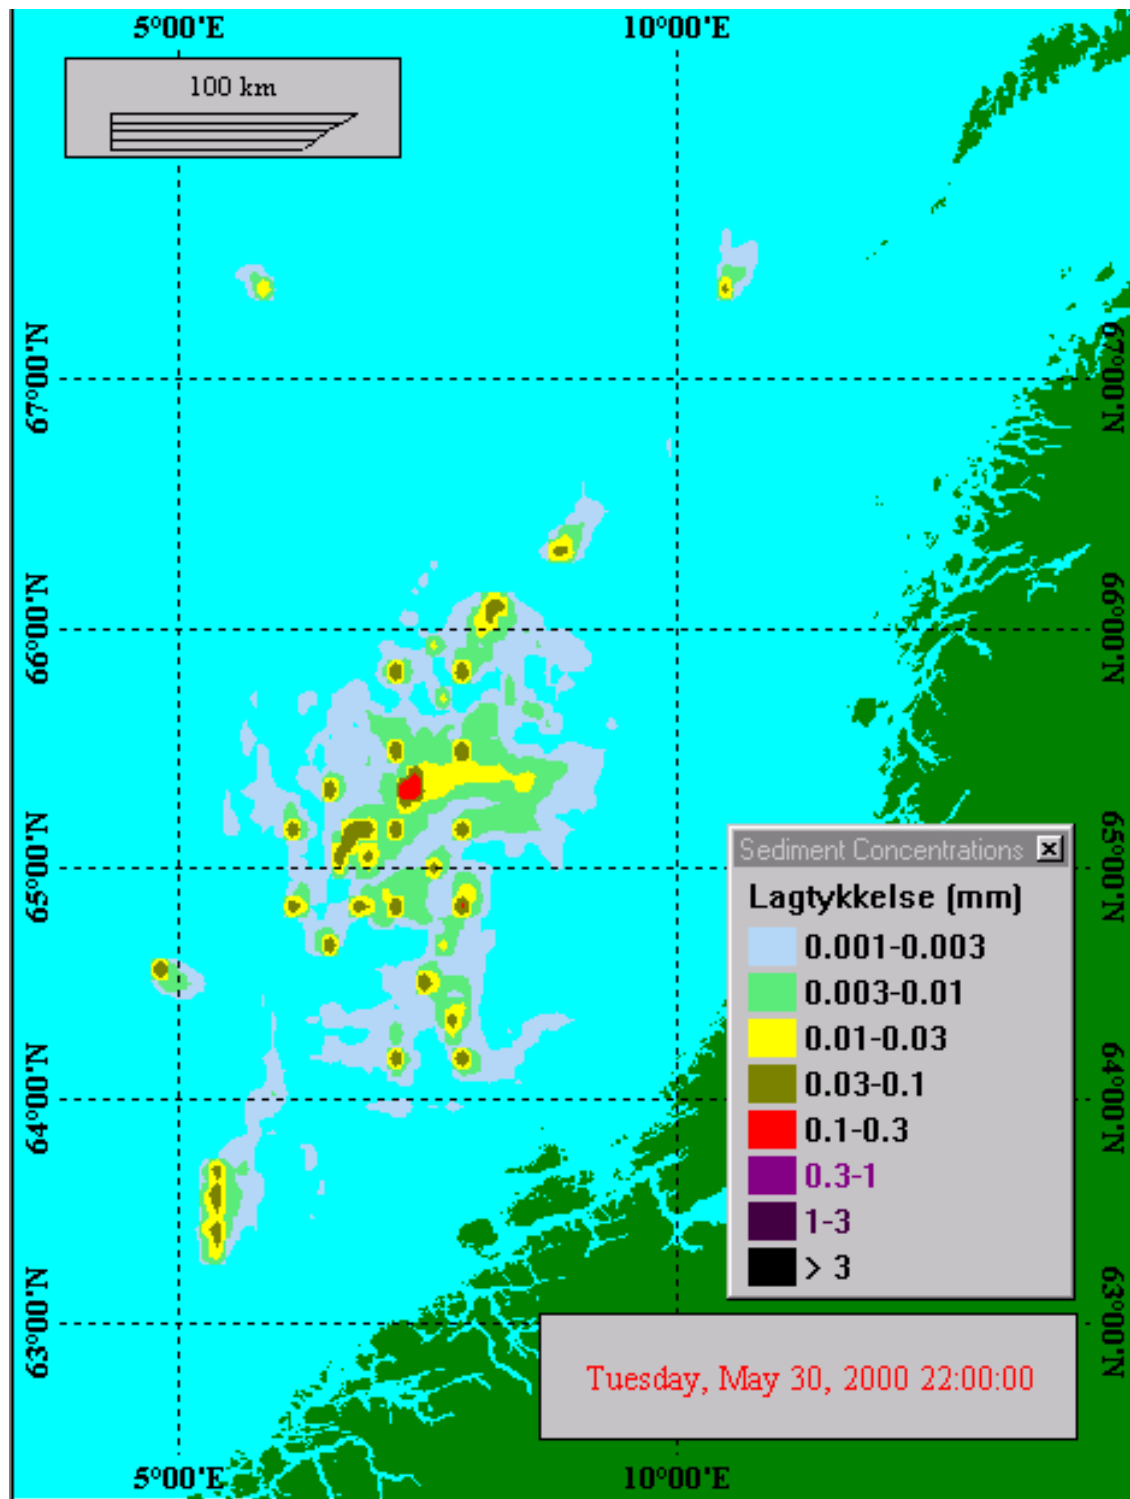 5°00'E 10°00'E
100 km
67°00'N 67°00'N
66°00'N 66°00'N
65°00'N 65°00'N
Sediment Concentrations
Lagtykkelse (mm)
0.001-0.003
0.003-0.01
0.01-0.03
0.03-0.1
0.1-0.3
0.3-1
1-3
> 3
64°00'N 64°00'N
63°00'N 63°00'N
Tuesday, May 30, 2000 22:00:00
5°00'E 10°00'E